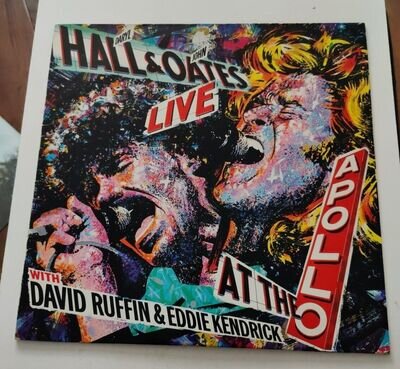 DARYL JOHN
HALL & OATES
LIVE
AT THE
APOLLO
WITH
DAVID RUFFIN & EDDIE KENDRICK